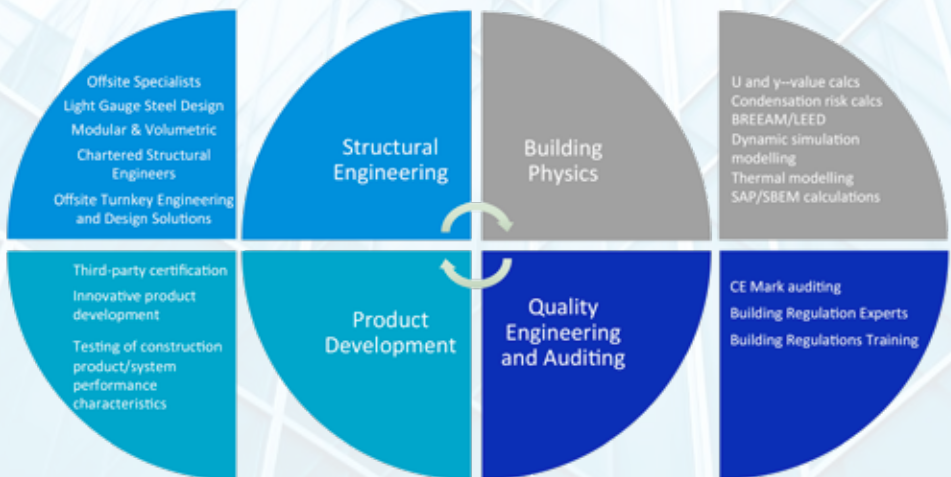 Offsite Specialists
Light Gauge Steel Design
Modular & Volumetric
Chartered Structural
Engineers
Offsite Turnkey Engineering
and Design Solutions
Structural
Engineering
Building
Physics
U and y--value calcs
Condensation risk calcs
BREEAM/LEED
Dynamic simulation
modelling
Thermal modelling
SAP/SBEM calculations
Third-party certification
Innovative product
development
Testing of construction
product/system
performance
characteristics
Product
Development
Quality
Engineering
and Auditing
CE Mark auditing
Building Regulation Experts
Building Regulations Training